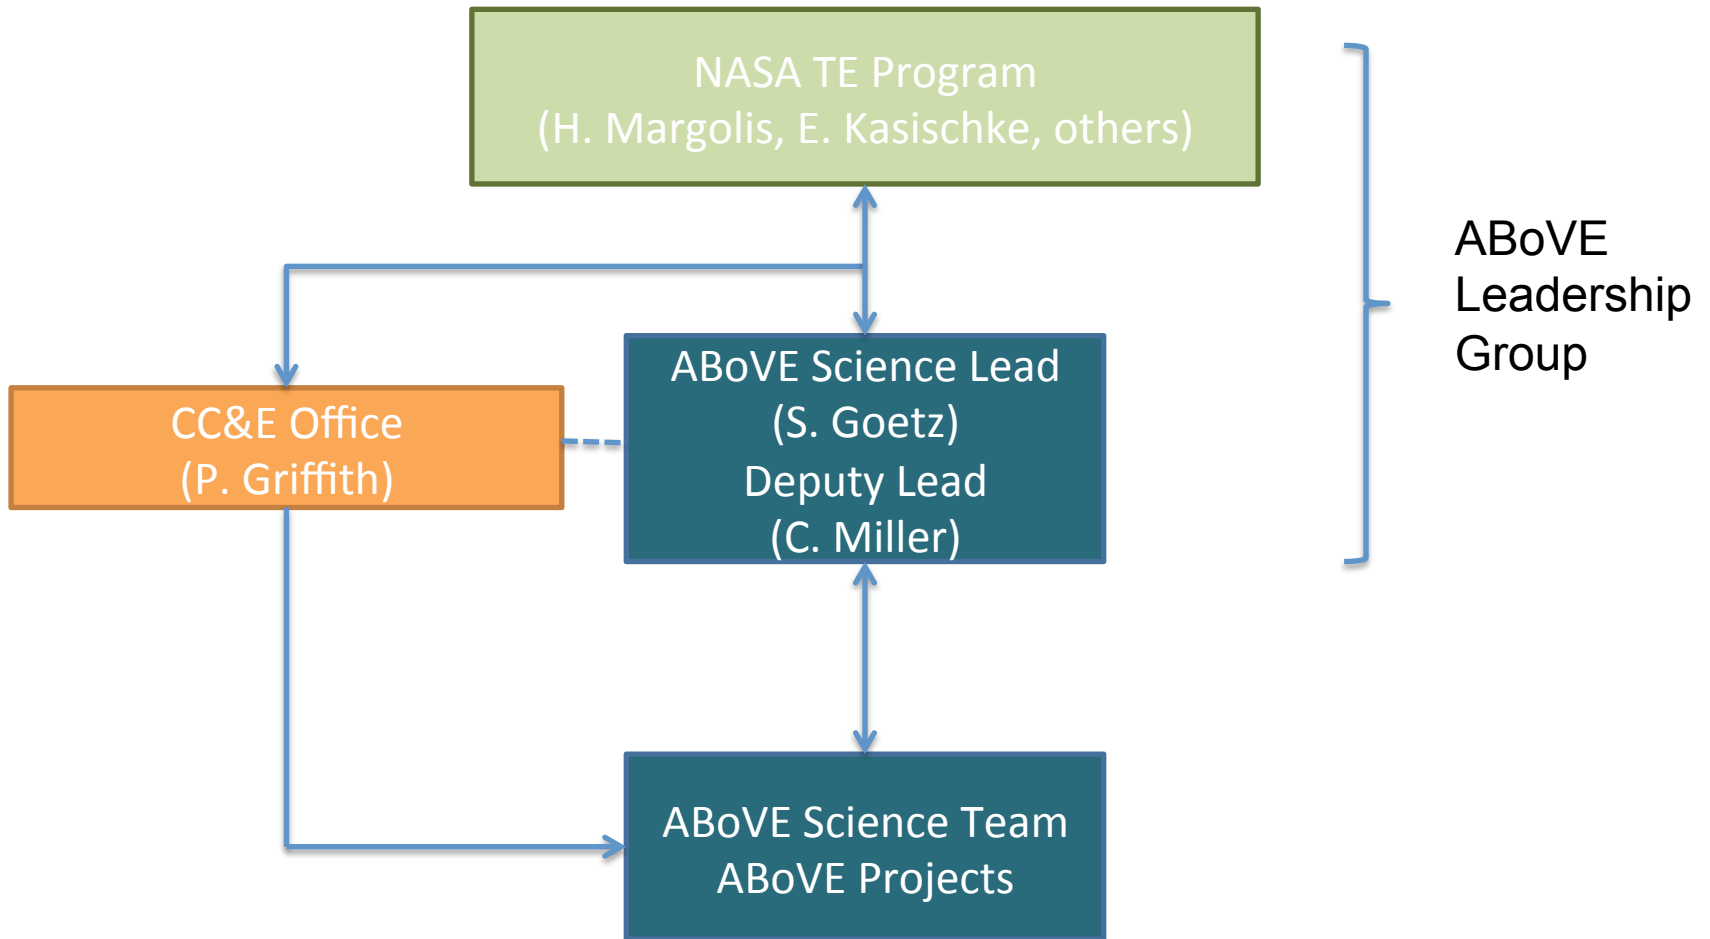 NASA TE Program
(H. Margolis, E. Kasischke, others)
ABoVE
Leadership
Group
ABoVE Science Lead
(S. Goetz)
Deputy Lead
(C. Miller)
CC&E Office
(P. Griffith)
ABoVE Science Team
ABoVE Projects